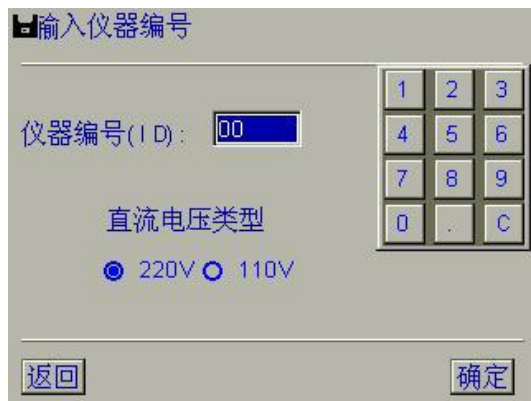 输入仪器编号
仪器编号(ID): 00
直流电压类型
220V 110V
1 2 3
4 5 6
7 8 9
0 . C
返回 确定